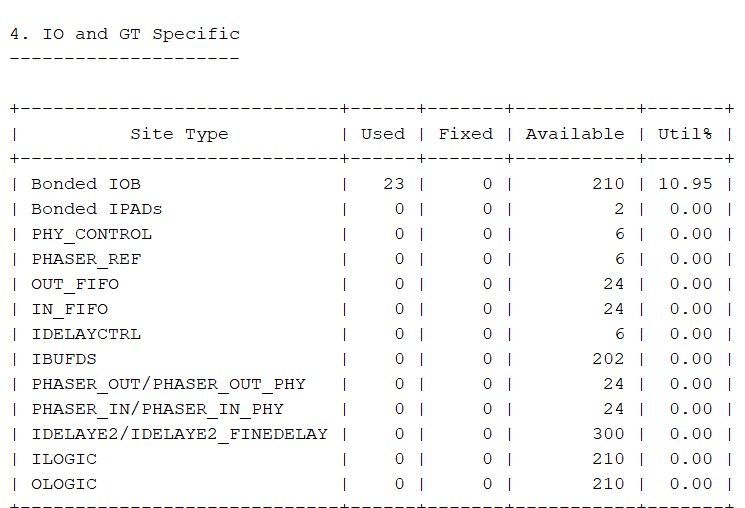 4. IO and GT Specific
---------------------
+-----------------------------+------+-------+-----------+-------+
|          Site Type          | Used | Fixed | Available | Util% |
+-----------------------------+------+-------+-----------+-------+
| Bonded IOB                  |   23 |     0 |       210 | 10.95 |
| Bonded IPADs                |    0 |     0 |         2 |  0.00 |
| PHY_CONTROL                 |    0 |     0 |         6 |  0.00 |
| PHASER_REF                  |    0 |     0 |         6 |  0.00 |
| OUT_FIFO                    |    0 |     0 |        24 |  0.00 |
| IN_FIFO                     |    0 |     0 |        24 |  0.00 |
| IDELAYCTRL                  |    0 |     0 |         6 |  0.00 |
| IBUFDS                      |    0 |     0 |       202 |  0.00 |
| PHASER_OUT/PHASER_OUT_PHY   |    0 |     0 |        24 |  0.00 |
| PHASER_IN/PHASER_IN_PHY     |    0 |     0 |        24 |  0.00 |
| IDELAYE2/IDELAYE2_FINEDELAY |    0 |     0 |       300 |  0.00 |
| ILOGIC                      |    0 |     0 |       210 |  0.00 |
| OLOGIC                      |    0 |     0 |       210 |  0.00 |
+-----------------------------+------+-------+-----------+-------+